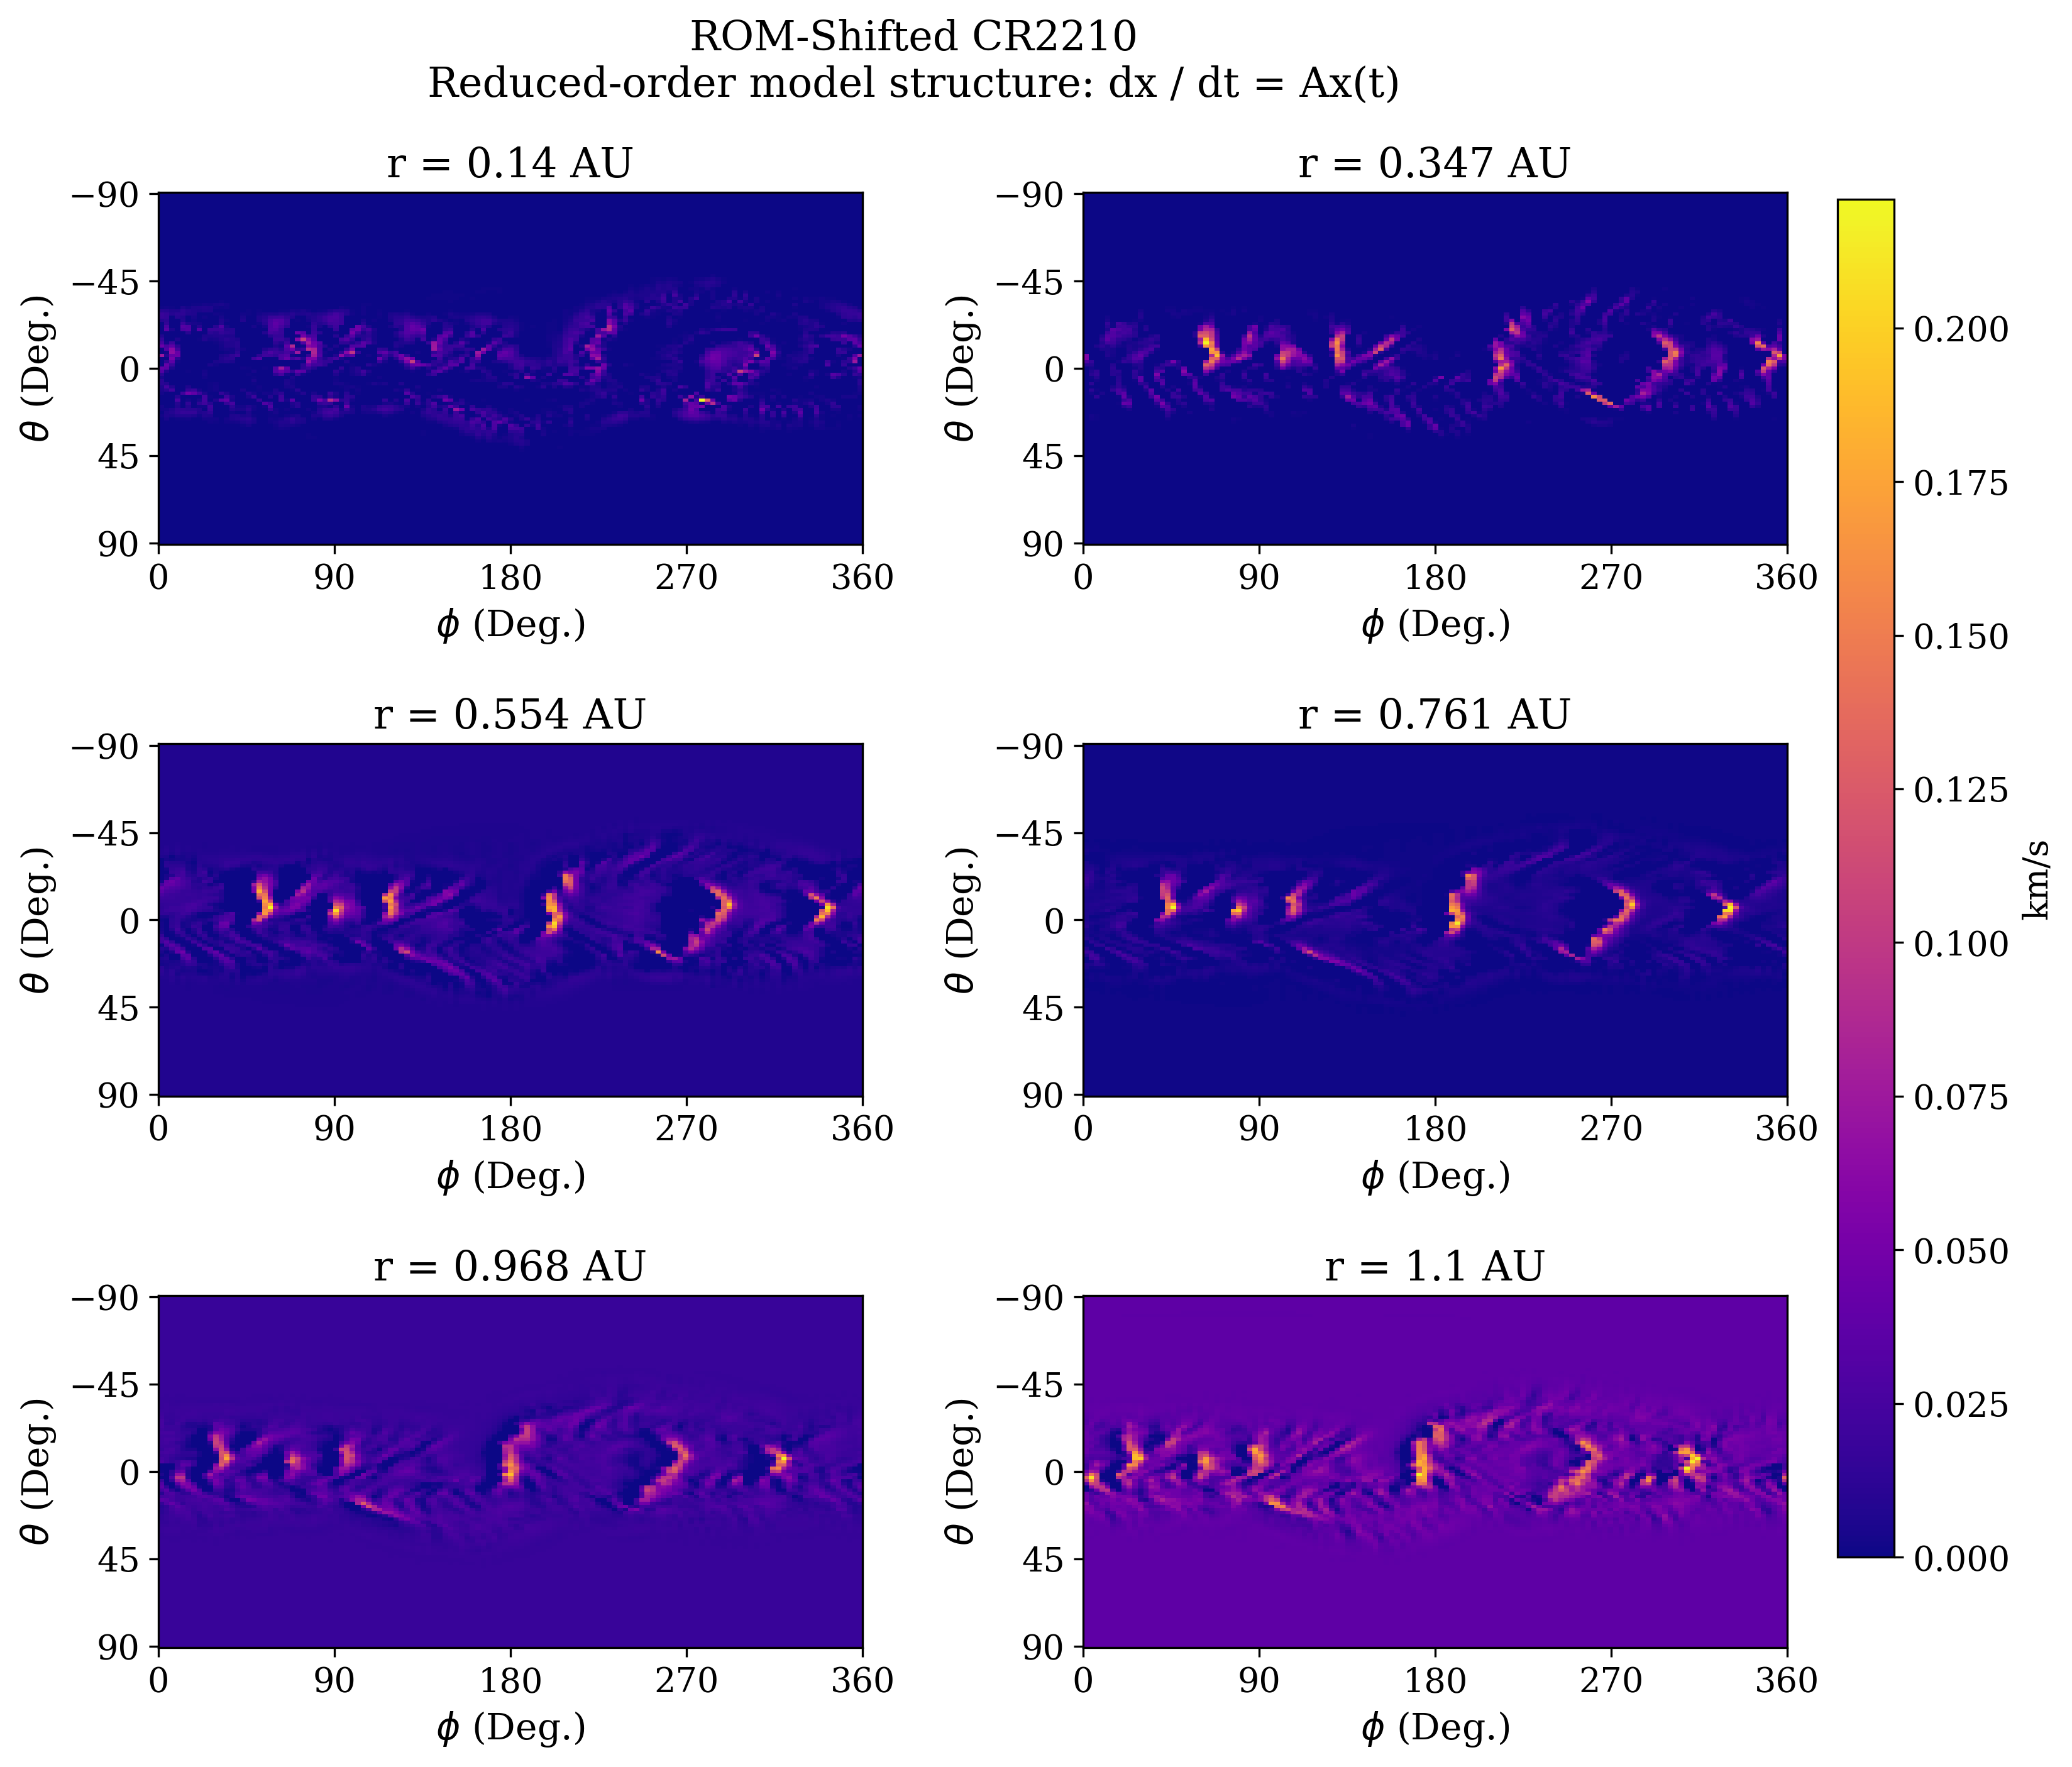 ROM-Shifted CR2210
Reduced-order model structure: dx / dt = Ax(t)
r = 0.14 AU
−90
−45
0
45
90
θ (Deg.)
0 90 180 270 360
ϕ (Deg.)
r = 0.347 AU
−90
−45
0
45
90
θ (Deg.)
0 90 180 270 360
ϕ (Deg.)
r = 0.554 AU
−90
−45
0
45
90
θ (Deg.)
0 90 180 270 360
ϕ (Deg.)
r = 0.761 AU
−90
−45
0
45
90
θ (Deg.)
0 90 180 270 360
ϕ (Deg.)
r = 0.968 AU
−90
−45
0
45
90
θ (Deg.)
0 90 180 270 360
ϕ (Deg.)
r = 1.1 AU
−90
−45
0
45
90
θ (Deg.)
0 90 180 270 360
ϕ (Deg.)
0.200
0.175
0.150
0.125
0.100
0.075
0.050
0.025
0.000
km/s